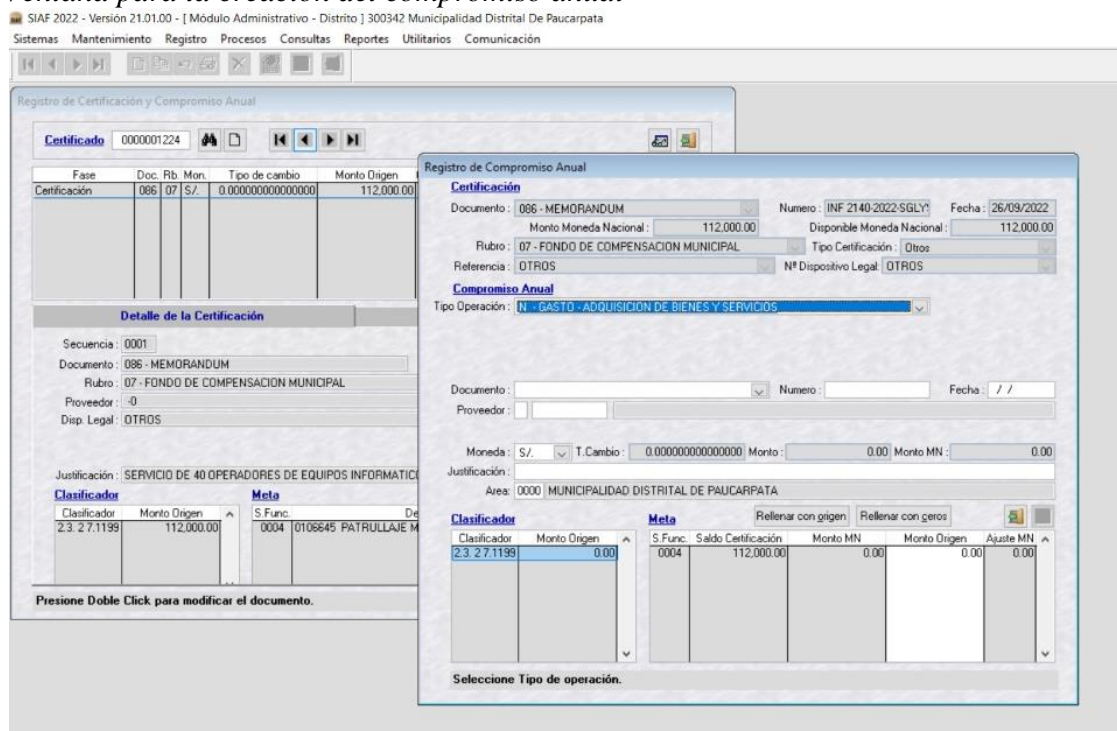 Ventana para la creación del compromiso anual
SIAF 2022 - Versión 21.01.00 - [ Módulo Administrativo - Distrito ] 300342 Municipalidad Distrital De Paucarpata
Sistemas Mantenimiento Registro Procesos Consultas Reportes Utilitarios Comunicación
Registro de Certificación y Compromiso Anual
Certificado 0000001224
Fase Doc. Rb. Mon. Tipo de cambio Monto Origen
Certificación 086 07 S/. 0.000000000000000 112,000.00
Detalle de la Certificación
Secuencia : 0001
Documento : 086 - MEMORANDUM
Rubro : 07 - FONDO DE COMPENSACION MUNICIPAL
Proveedor : -0
Disp. Legal : OTROS
Justificación : SERVICIO DE 40 OPERADORES DE EQUIPOS INFORMATIC
Clasificador Meta
Clasificador Monto Origen S.Func. De
2.3. 2 7.1199 112,000.00 0004 0106645 PATRULLAJE M
Presione Doble Click para modificar el documento.
Registro de Compromiso Anual
Certificación
Documento : 086 - MEMORANDUM Numero : INF 2140-2022-SGLY Fecha : 26/09/2022
Monto Moneda Nacional : 112,000.00 Disponible Moneda Nacional : 112,000.00
Rubro : 07 - FONDO DE COMPENSACION MUNICIPAL Tipo Certificación : Otros
Referencia : OTROS Nº Dispositivo Legal: OTROS
Compromiso Anual
Tipo Operación : N - GASTO - ADQUISICION DE BIENES Y SERVICIOS
Documento : Numero : Fecha : / /
Proveedor :
Moneda : S/. T.Cambio : 0.000000000000000 Monto : 0.00 Monto MN : 0.00
Justificación :
Area: 0000 MUNICIPALIDAD DISTRITAL DE PAUCARPATA
Clasificador Meta Rellenar con origen Rellenar con ceros
Clasificador Monto Origen S.Func. Saldo Certificación Monto MN Monto Origen Ajuste MN
2.3. 2 7.1199 0.00 0004 112,000.00 0.00 0.00 0.00
Seleccione Tipo de operación.